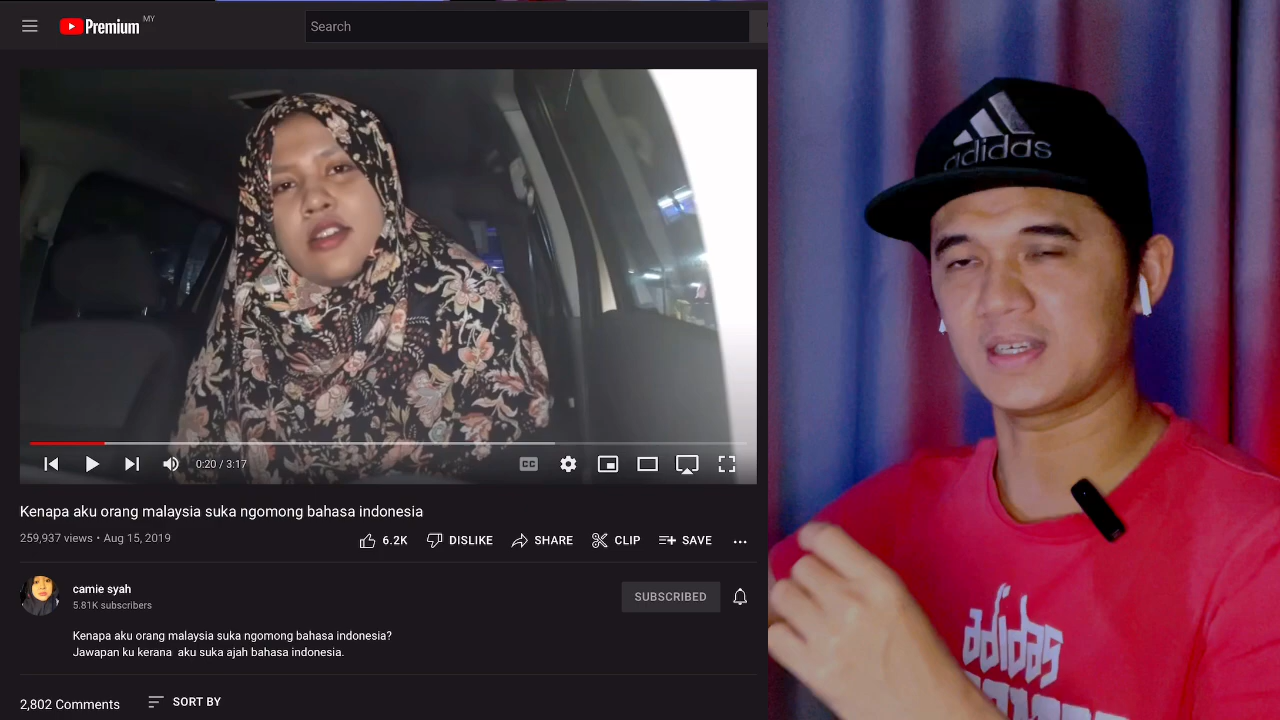 Premium MY
Search
0:20 / 3:17
CC
Kenapa aku orang malaysia suka ngomong bahasa indonesia
259,937 views • Aug 15, 2019
6.2K DISLIKE SHARE CLIP SAVE
camie syah
5.81K subscribers
SUBSCRIBED
Kenapa aku orang malaysia suka ngomong bahasa indonesia?
Jawapan ku kerana aku suka ajah bahasa indonesia.
2,802 Comments SORT BY
adidas
adidas